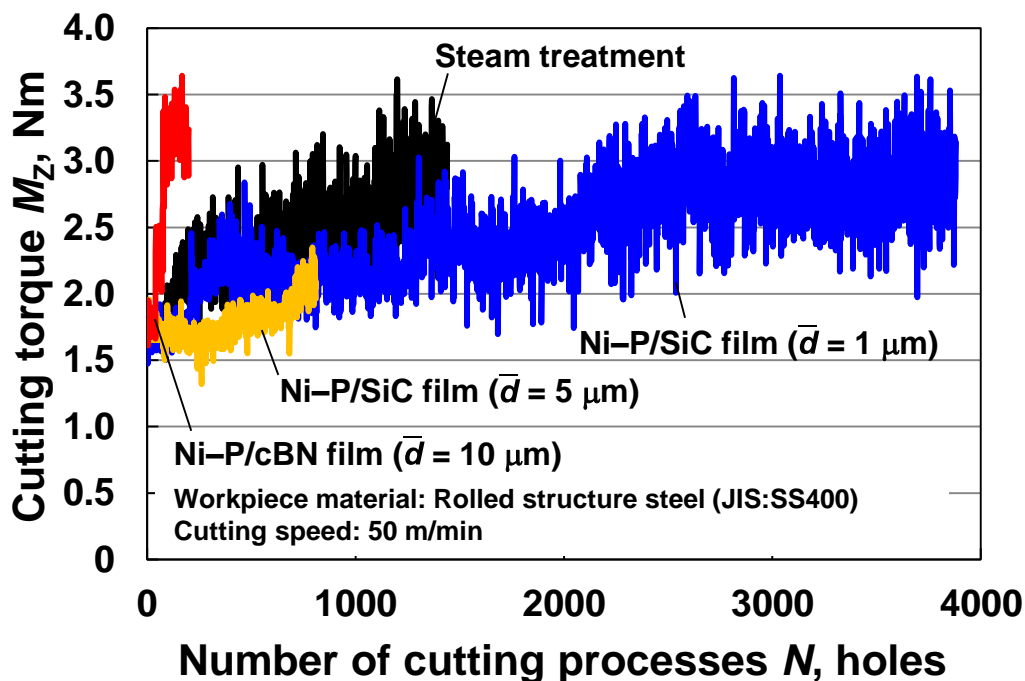 Cutting torque M_Z, Nm
4.0
3.5
3.0
2.5
2.0
1.5
1.0
0.5
0
Steam treatment
Ni–P/SiC film (d̅ = 1 μm)
Ni–P/SiC film (d̅ = 5 μm)
Ni–P/cBN film (d̅ = 10 μm)
Workpiece material: Rolled structure steel (JIS:SS400)
Cutting speed: 50 m/min
0 1000 2000 3000 4000
Number of cutting processes N, holes